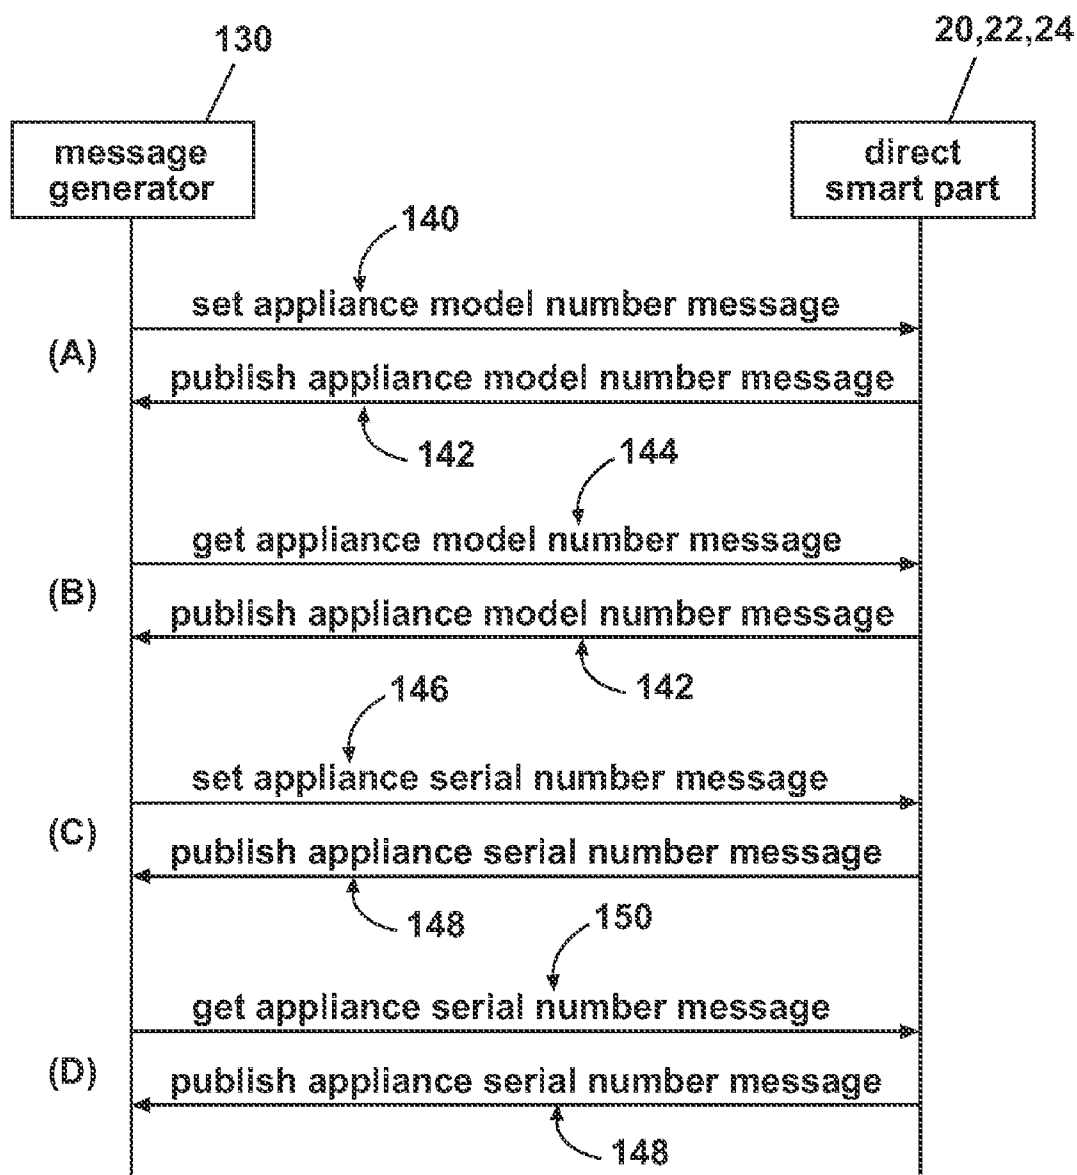 130
20,22,24
message
generator
direct
smart part
140
set appliance model number message
(A)
publish appliance model number message
142
144
get appliance model number message
(B)
publish appliance model number message
142
146
set appliance serial number message
(C)
publish appliance serial number message
148
150
get appliance serial number message
(D)
publish appliance serial number message
148